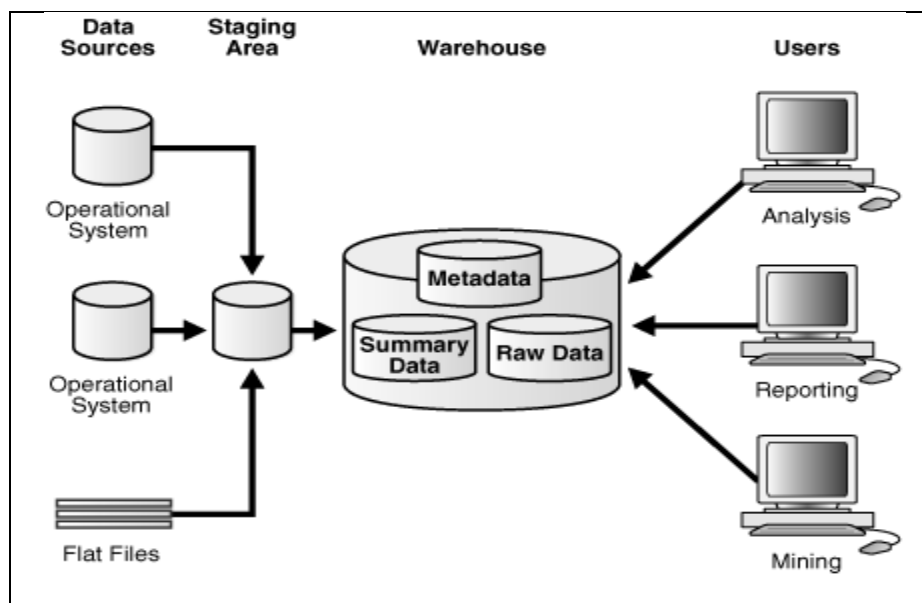 Data
Sources
Staging
Area
Warehouse
Users
Operational
System
Analysis
Metadata
Summary
Data
Raw Data
Operational
System
Reporting
Flat Files
Mining